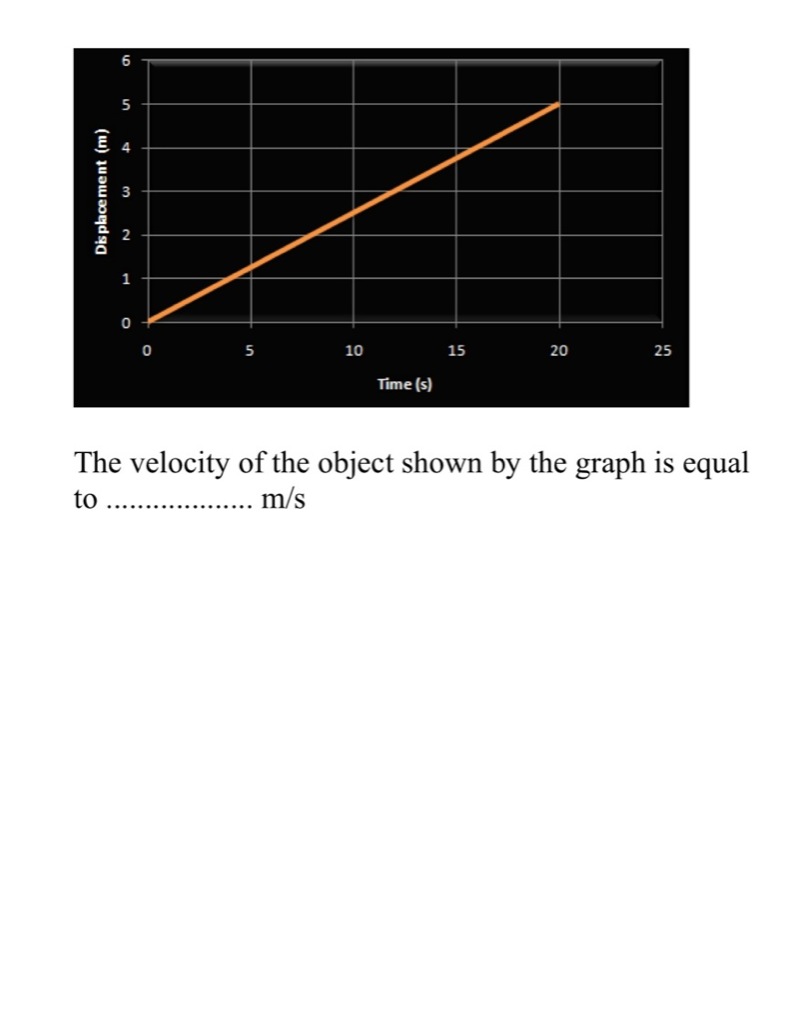 6
5
4
3
2
1
0
Displacement (m)
0 5 10 15 20 25
Time (s)
The velocity of the object shown by the graph is equal
to ................... m/s